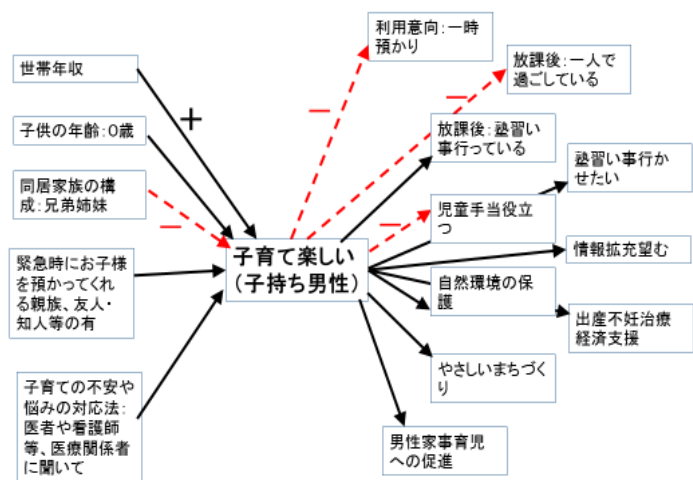 世帯年収
子供の年齢:0歳
同居家族の構
成:兄弟姉妹
緊急時にお子様
を預かってくれ
る親族、友人・
知人等の有
子育ての不安や
悩みの対応法:
医者や看護師
等、医療関係者
に聞いて
+
－
子育て楽しい
(子持ち男性)
－
－
－
利用意向:一時
預かり
放課後:一人で
過ごしている
放課後:塾習い
事行っている
塾習い事行か
せたい
児童手当役立
つ
情報拡充望む
自然環境の保
護
出産不妊治療
経済支援
やさしいまちづく
り
男性家事育児
への促進